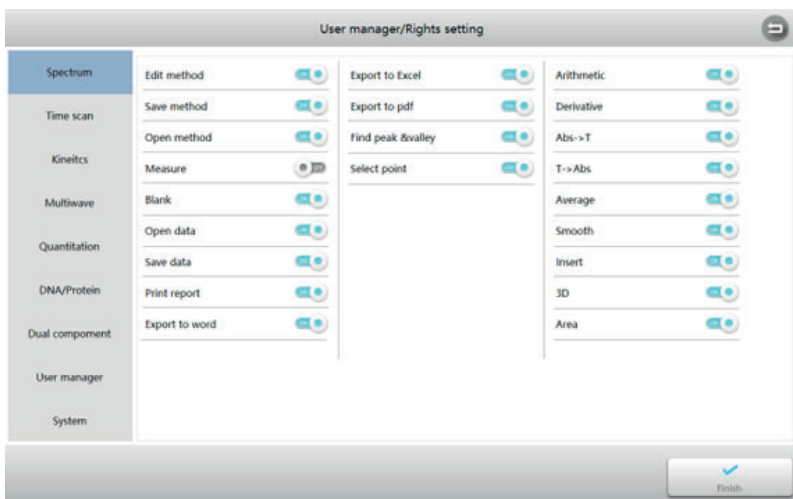 User manager/Rights setting
Spectrum
Time scan
Kineitcs
Multiwave
Quantitation
DNA/Protein
Dual compoment
User manager
System
Edit method
Save method
Open method
Measure
Blank
Open data
Save data
Print report
Export to word
Export to Excel
Export to pdf
Find peak &valley
Select point
Arithmetic
Derivative
Abs->T
T->Abs
Average
Smooth
Insert
3D
Area
Finish